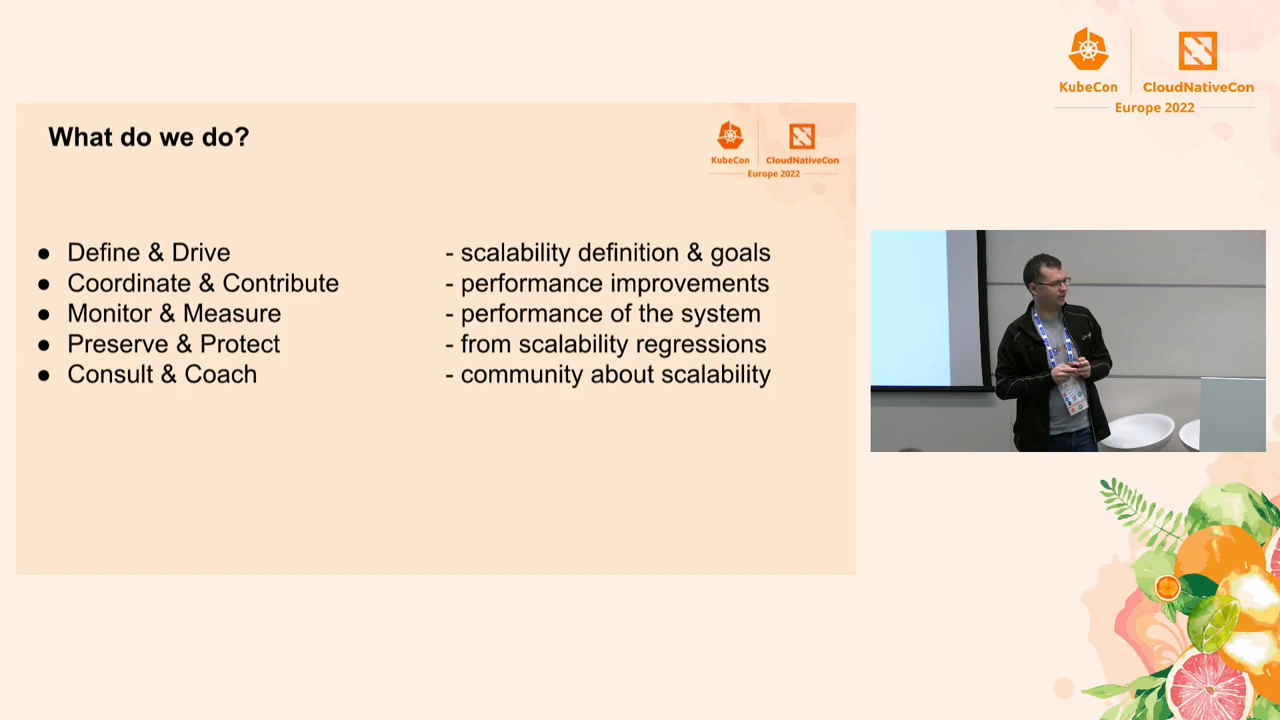 KubeCon
CloudNativeCon
Europe 2022
What do we do?
KubeCon
CloudNativeCon
Europe 2022
● Define & Drive - scalability definition & goals
● Coordinate & Contribute - performance improvements
● Monitor & Measure - performance of the system
● Preserve & Protect - from scalability regressions
● Consult & Coach - community about scalability